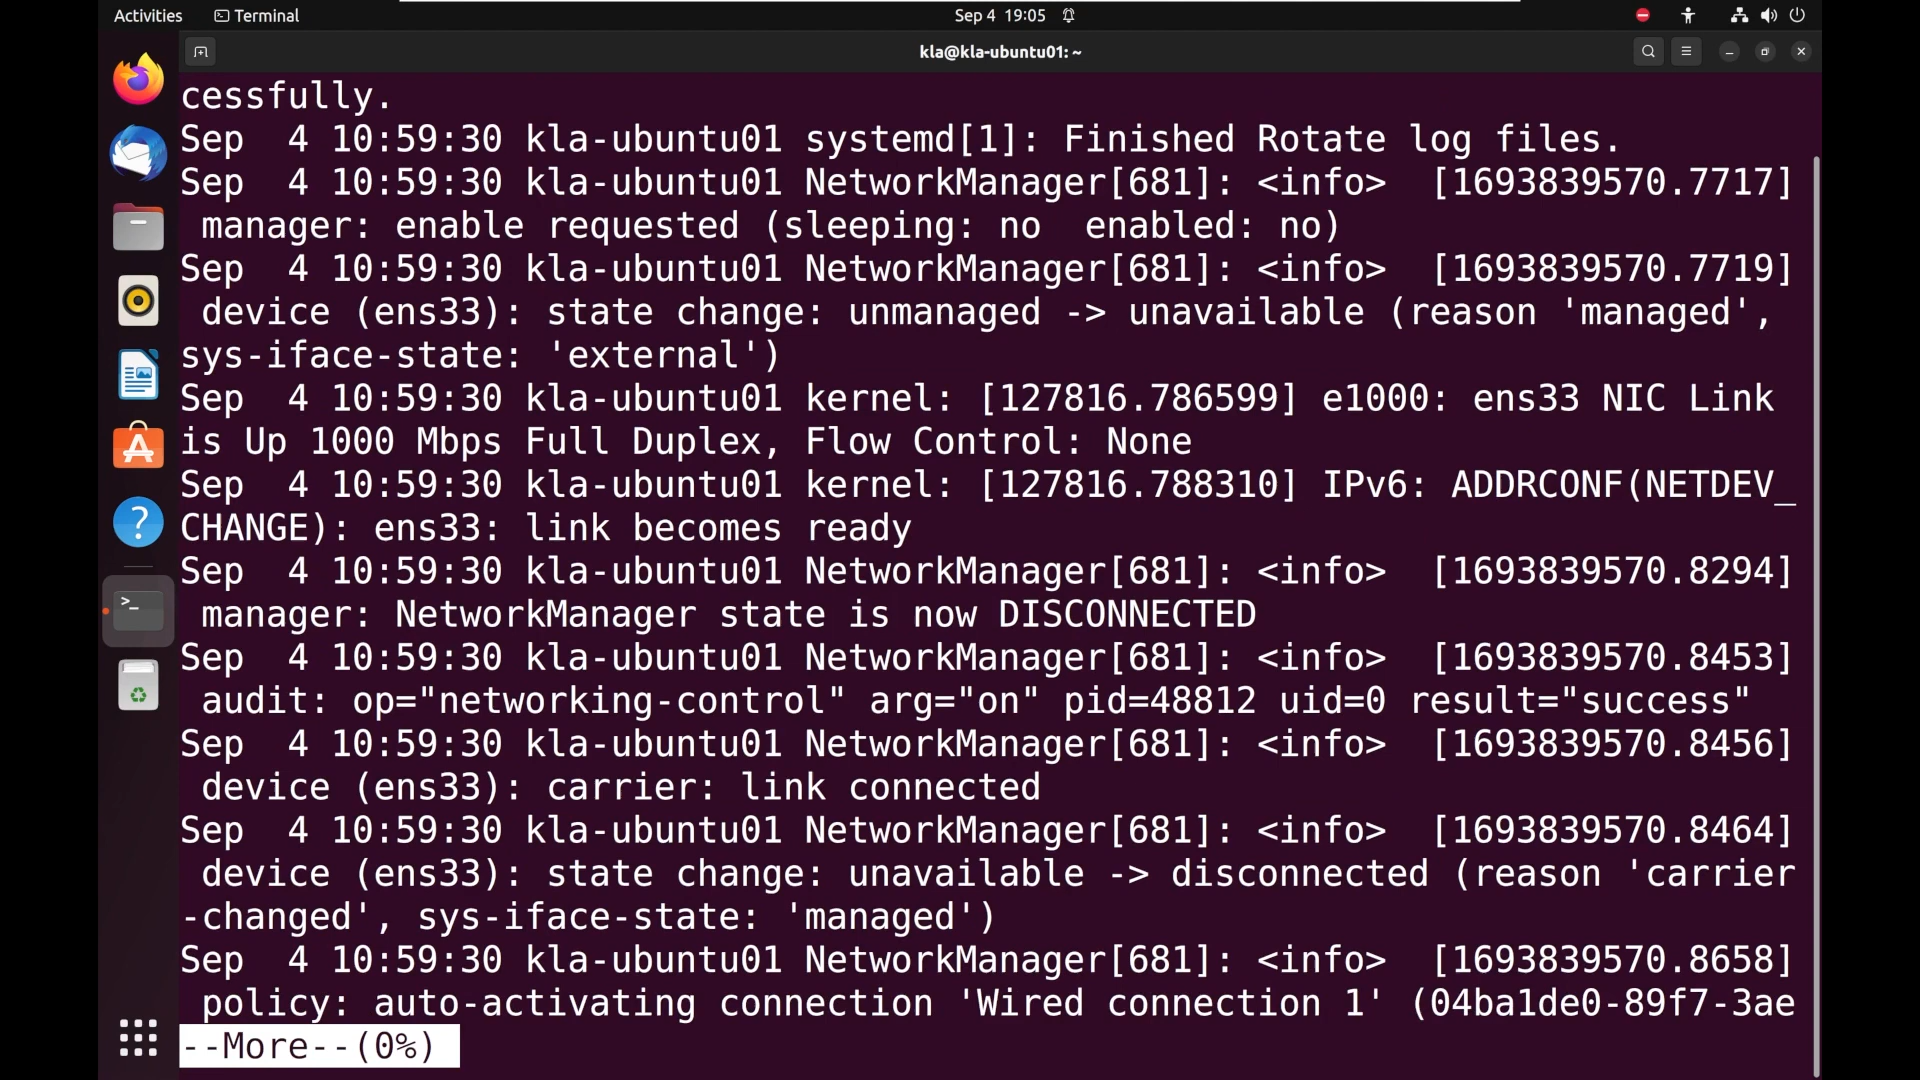 Activities Terminal Sep 4 19:05
kla@kla-ubuntu01: ~
cessfully.
Sep  4 10:59:30 kla-ubuntu01 systemd[1]: Finished Rotate log files.
Sep  4 10:59:30 kla-ubuntu01 NetworkManager[681]: <info>  [1693839570.7717]
 manager: enable requested (sleeping: no  enabled: no)
Sep  4 10:59:30 kla-ubuntu01 NetworkManager[681]: <info>  [1693839570.7719]
 device (ens33): state change: unmanaged -> unavailable (reason 'managed',
sys-iface-state: 'external')
Sep  4 10:59:30 kla-ubuntu01 kernel: [127816.786599] e1000: ens33 NIC Link
is Up 1000 Mbps Full Duplex, Flow Control: None
Sep  4 10:59:30 kla-ubuntu01 kernel: [127816.788310] IPv6: ADDRCONF(NETDEV_
CHANGE): ens33: link becomes ready
Sep  4 10:59:30 kla-ubuntu01 NetworkManager[681]: <info>  [1693839570.8294]
 manager: NetworkManager state is now DISCONNECTED
Sep  4 10:59:30 kla-ubuntu01 NetworkManager[681]: <info>  [1693839570.8453]
 audit: op="networking-control" arg="on" pid=48812 uid=0 result="success"
Sep  4 10:59:30 kla-ubuntu01 NetworkManager[681]: <info>  [1693839570.8456]
 device (ens33): carrier: link connected
Sep  4 10:59:30 kla-ubuntu01 NetworkManager[681]: <info>  [1693839570.8464]
 device (ens33): state change: unavailable -> disconnected (reason 'carrier
-changed', sys-iface-state: 'managed')
Sep  4 10:59:30 kla-ubuntu01 NetworkManager[681]: <info>  [1693839570.8658]
 policy: auto-activating connection 'Wired connection 1' (04ba1de0-89f7-3ae
--More--(0%)